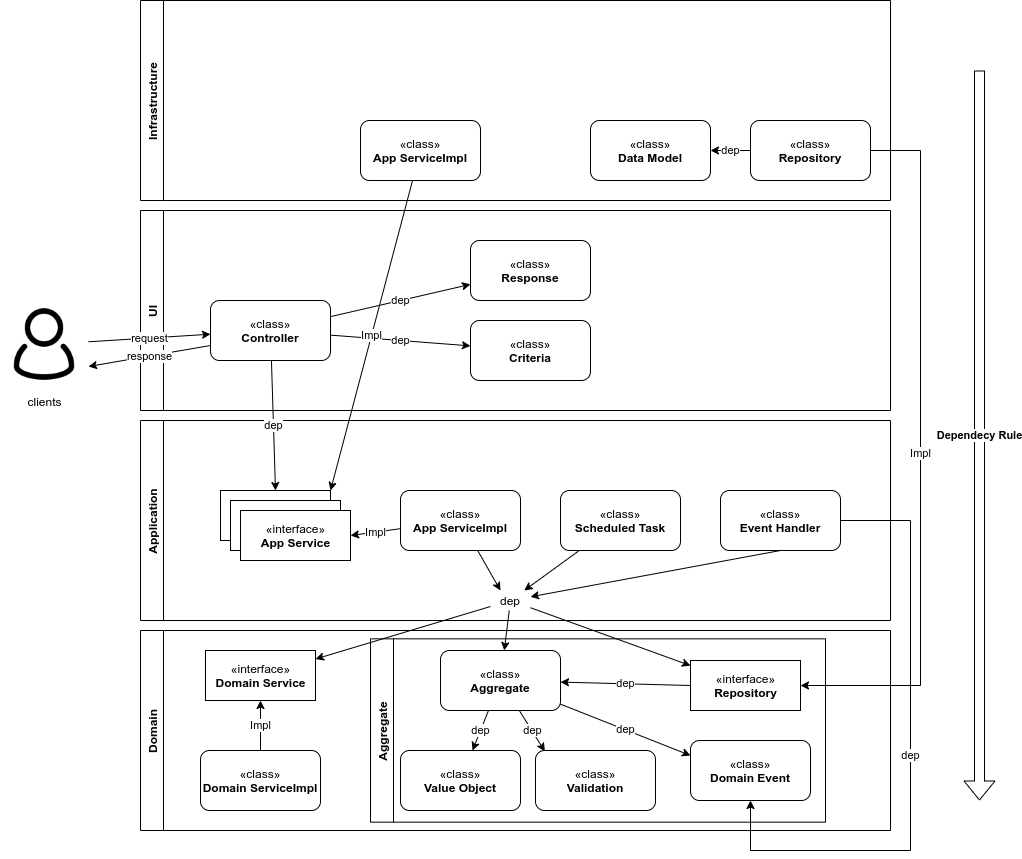 Infrastructure
«class»
App ServiceImpl
«class»
Data Model
dep
«class»
Repository
UI
«class»
Response
dep
«class»
Controller
Impl
dep
«class»
Criteria
request
response
clients
dep
Dependecy Rule
Impl
Application
«interface»
App Service
Impl
«class»
App ServiceImpl
«class»
Scheduled Task
«class»
Event Handler
dep
Domain
«interface»
Domain Service
Impl
«class»
Domain ServiceImpl
Aggregate
«class»
Aggregate
dep
«interface»
Repository
dep
dep
dep
«class»
Value Object
«class»
Validation
«class»
Domain Event
dep